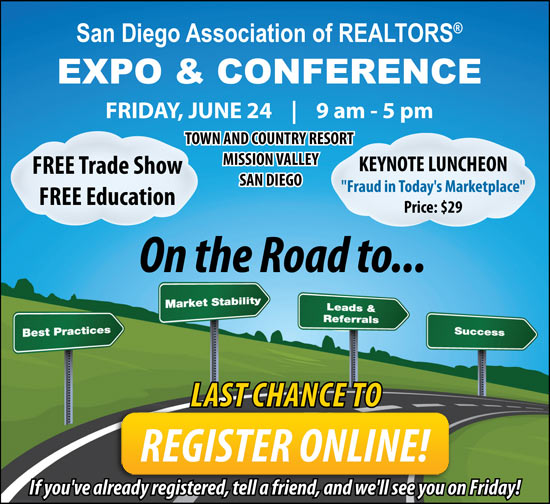 San Diego Association of REALTORS®
EXPO & CONFERENCE
FRIDAY, JUNE 24 | 9 am - 5 pm
TOWN AND COUNTRY RESORT
MISSION VALLEY
SAN DIEGO
FREE Trade Show
FREE Education
KEYNOTE LUNCHEON
"Fraud in Today's Marketplace"
Price: $29
On the Road to...
Best Practices
Market Stability
Leads &
Referrals
Success
LAST CHANCE TO
REGISTER ONLINE!
If you've already registered, tell a friend, and we'll see you on Friday!